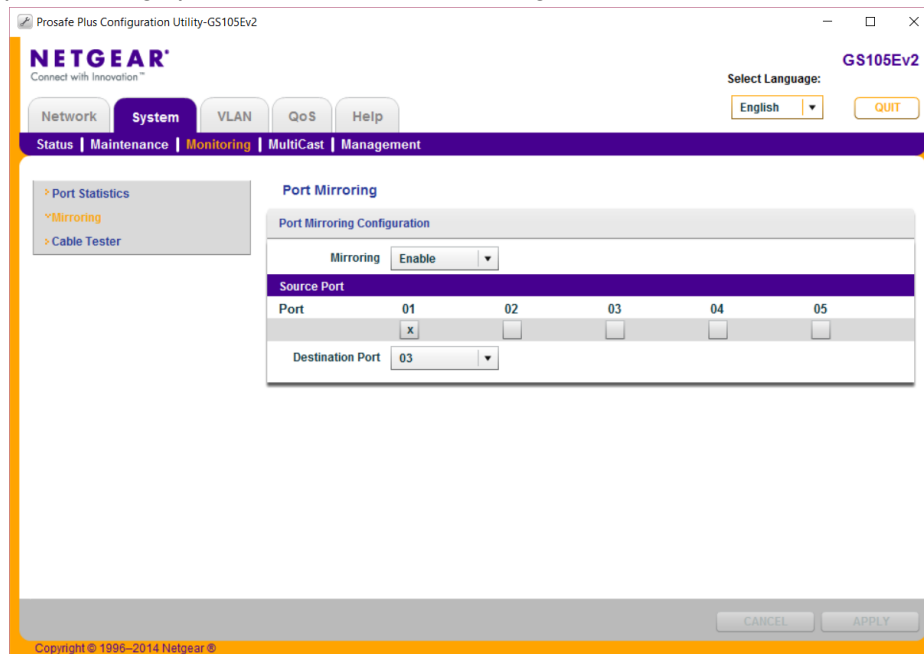 Prosafe Plus Configuration Utility-GS105Ev2
NETGEAR®
Connect with Innovation™
GS105Ev2
Select Language:
English
QUIT
Network System VLAN QoS Help
Status | Maintenance | Monitoring | MultiCast | Management
Port Statistics
Mirroring
Cable Tester
Port Mirroring
Port Mirroring Configuration
Mirroring Enable
Source Port
Port 01 02 03 04 05
x
Destination Port 03
CANCEL APPLY
Copyright © 1996–2014 Netgear ®